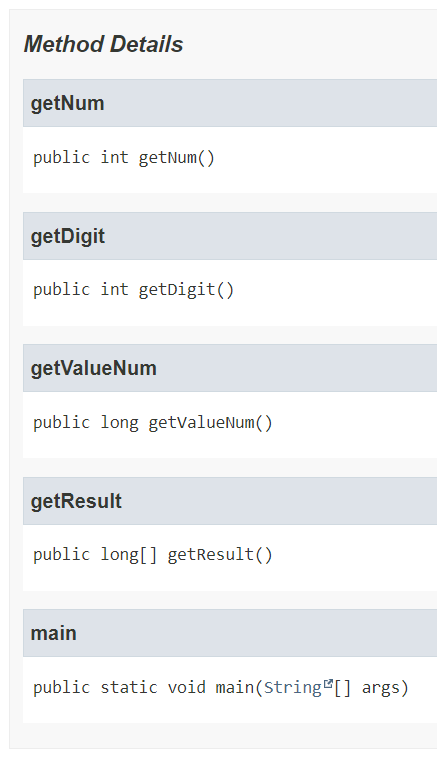 Method Details
getNum
public int getNum()
getDigit
public int getDigit()
getValueNum
public long getValueNum()
getResult
public long[] getResult()
main
public static void main(String[] args)